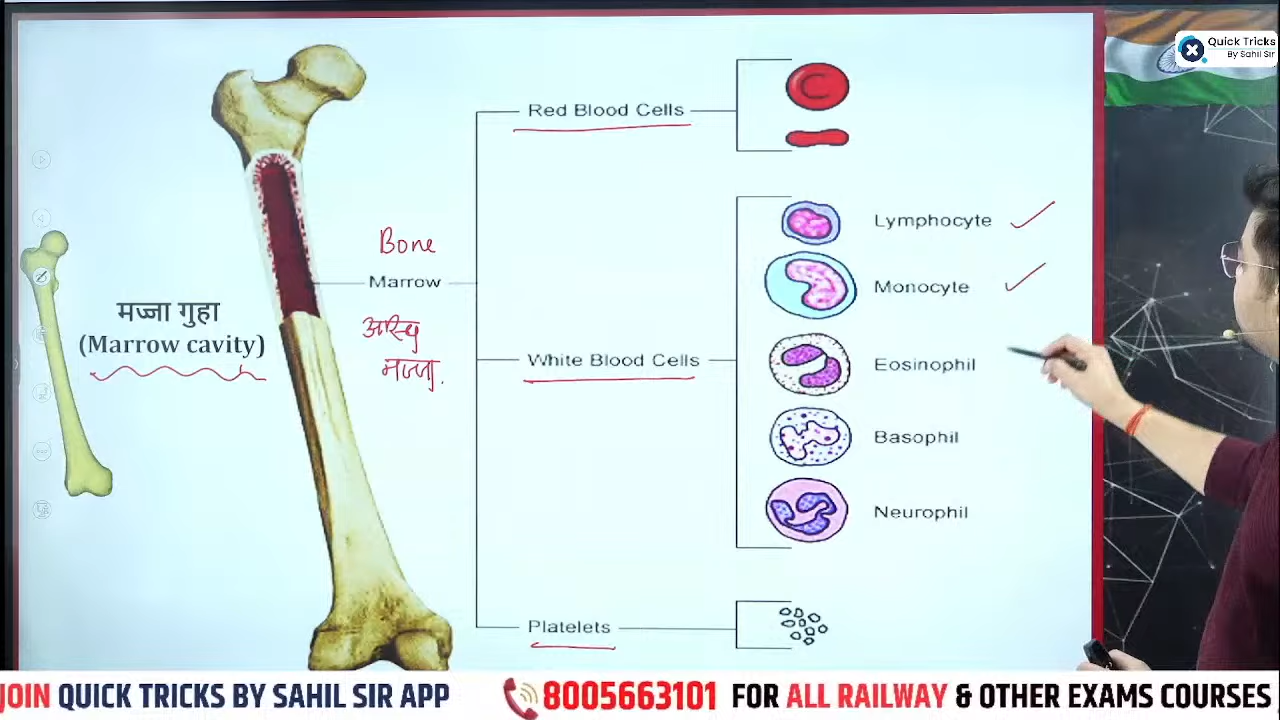 Quick Tricks
By Sahil Sir
Red Blood Cells
Lymphocyte
Bone
Marrow
Monocyte
मज्जा गुहा
(Marrow cavity)
अस्थि
मज्जा.
White Blood Cells
Eosinophil
Basophil
Neurophil
Platelets
JOIN QUICK TRICKS BY SAHIL SIR APP
8005663101 FOR ALL RAILWAY & OTHER EXAMS COURSES